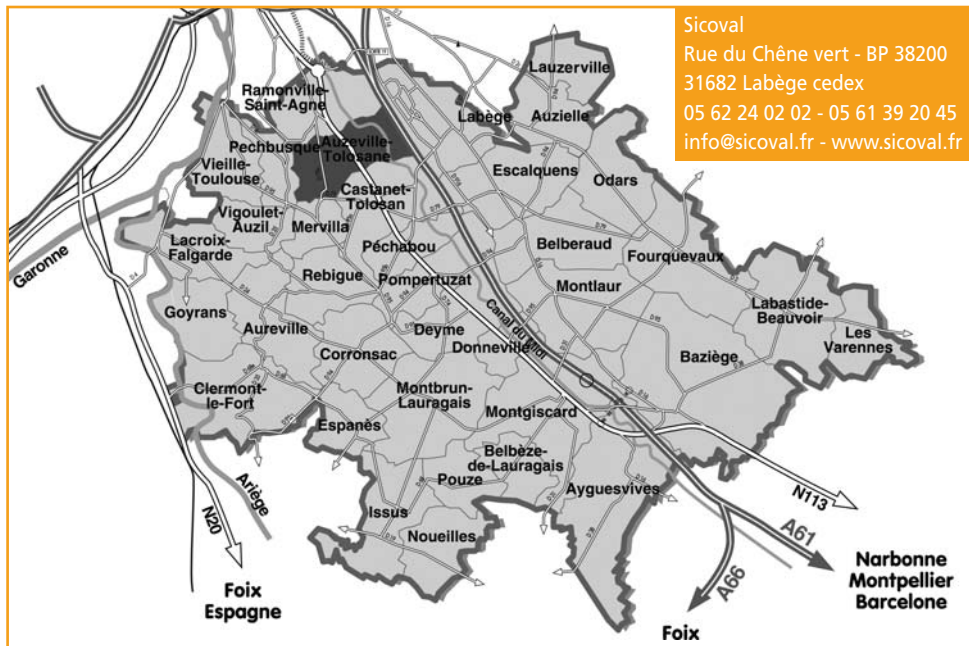 Sicoval
Rue du Chêne vert - BP 38200
31682 Labège cedex
05 62 24 02 02 - 05 61 39 20 45
info@sicoval.fr - www.sicoval.fr
Lauzerville
Ramonville-
Saint-Agne
Labège
Auzielle
Auzeville-
Tolosane
Pechbusque
Vieille-
Toulouse
Escalquens
Odars
Castanet-
Tolosan
Vigoulet-
Auzil
Mervilla
Lacroix-
Falgarde
Péchabou
Belberaud
Fourquevaux
Garonne
Rebigue
Pompertuzat
Montlaur
Goyrans
Labastide-
Beauvoir
Aureville
Deyme
Canal du Midi
Donneville
Les
Varennes
Corronsac
Baziège
Clermont-
le-Fort
Montbrun-
Lauragais
Montgiscard
Espanès
Belbèze-
de-Lauragais
Pouze
Ayguesvives
Ariège
N20
Issus
Noueilles
N113
A61
A66
Foix
Espagne
Narbonne
Montpellier
Barcelone
Foix